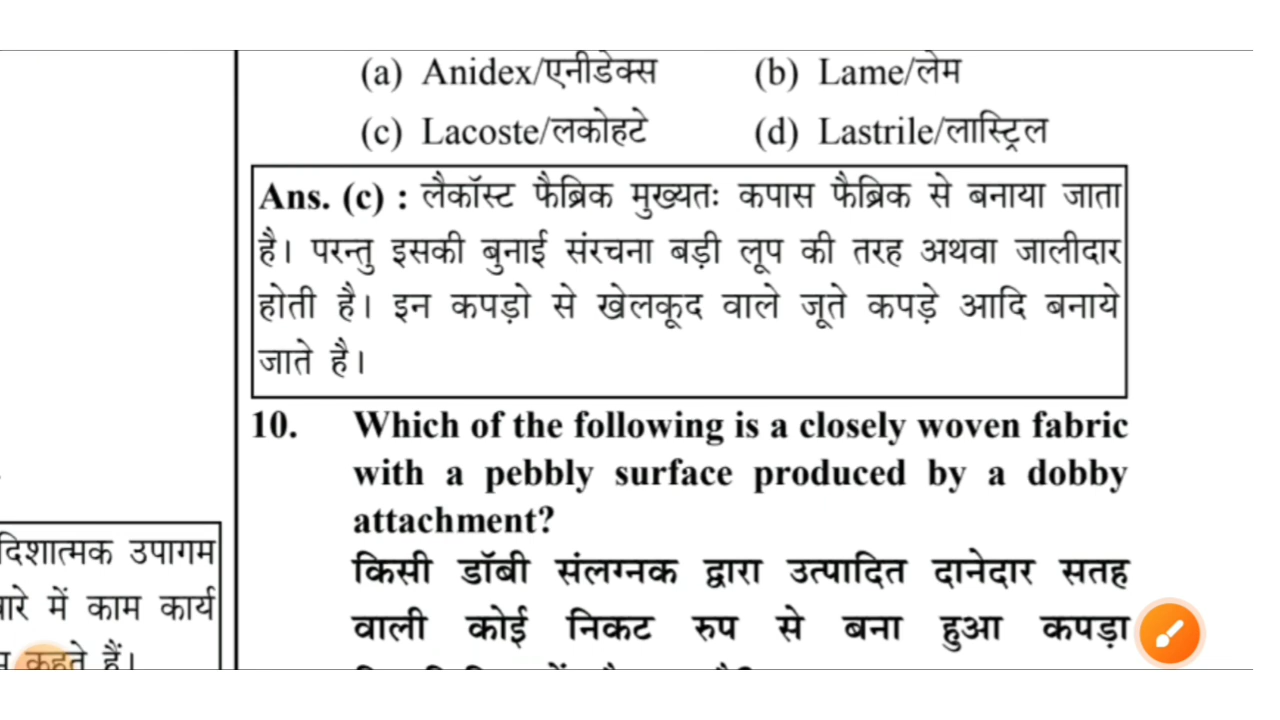 (a) Anidex/एनीडेक्स (b) Lame/लेम
(c) Lacoste/लकोहटे (d) Lastrile/लास्ट्रिल
Ans. (c) : लैकॉस्ट फैब्रिक मुख्यतः कपास फैब्रिक से बनाया जाता
है। परन्तु इसकी बुनाई संरचना बड़ी लूप की तरह अथवा जालीदार
होती है। इन कपड़ो से खेलकूद वाले जूते कपड़े आदि बनाये
जाते है।
10. Which of the following is a closely woven fabric
with a pebbly surface produced by a dobby
attachment?
किसी डॉबी संलग्नक द्वारा उत्पादित दानेदार सतह
वाली कोई निकट रुप से बना हुआ कपड़ा
दिशात्मक उपागम
में काम कार्य
कहते हैं।